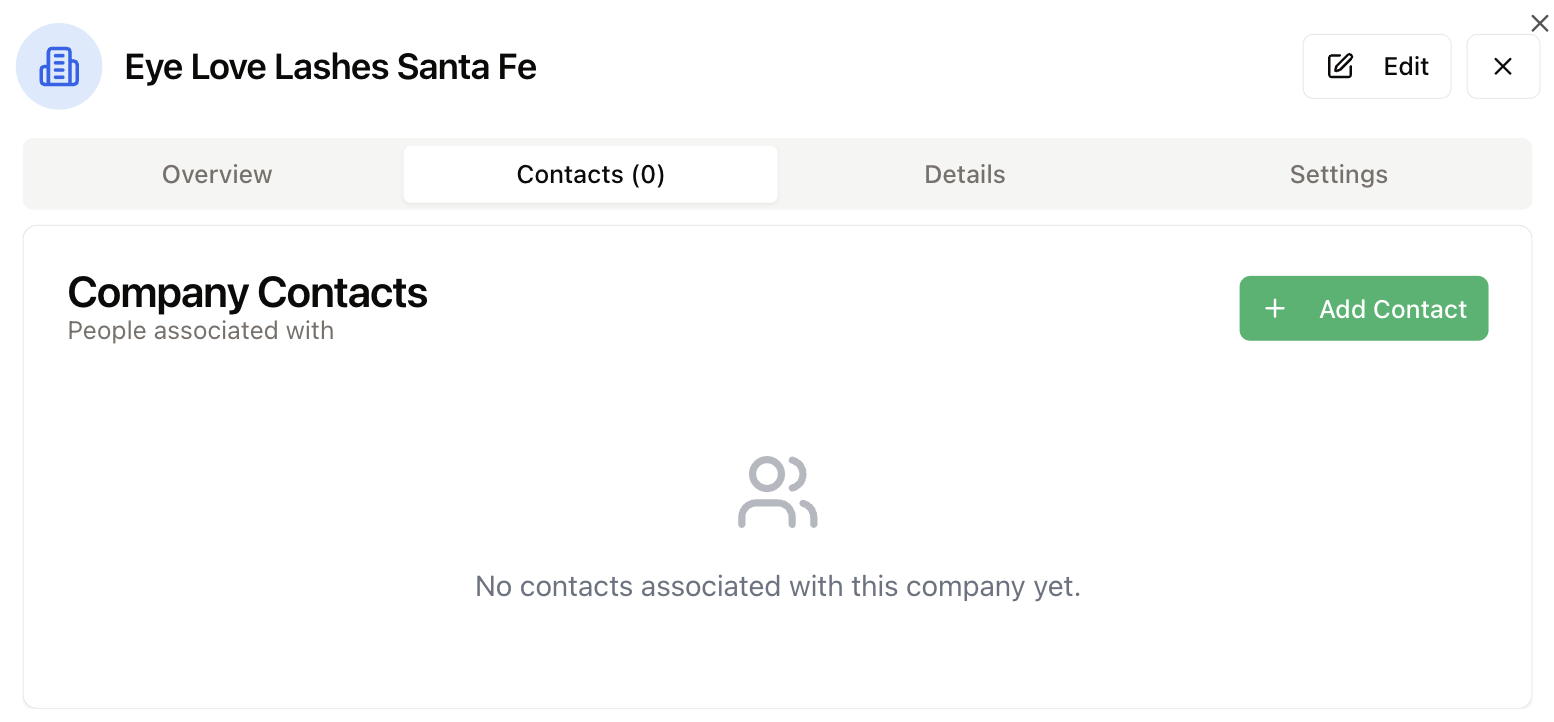 Eye Love Lashes Santa Fe
Edit
Overview
Contacts (0)
Details
Settings
Company Contacts
People associated with
Add Contact
No contacts associated with this company yet.